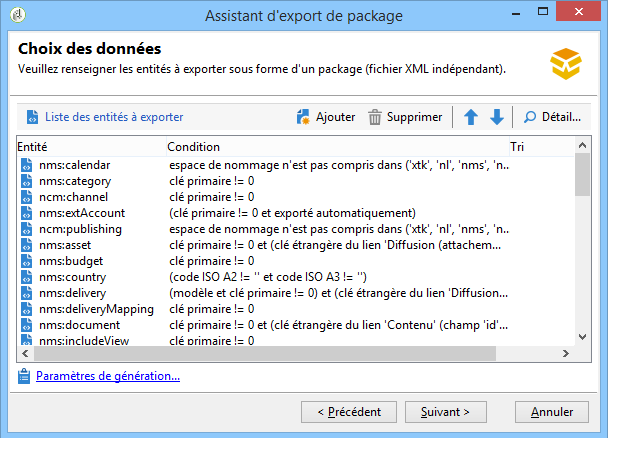 Assistant d'export de package
Choix des données
Veuillez renseigner les entités à exporter sous forme d'un package (fichier XML indépendant).
Liste des entités à exporter Ajouter Supprimer Détail...
Entité Condition Tri
nms:calendar espace de nommage n'est pas compris dans ('xtk', 'nl', 'nms', 'n...
nms:category clé primaire != 0
ncm:channel clé primaire != 0
nms:extAccount (clé primaire != 0 et exporté automatiquement)
ncm:publishing espace de nommage n'est pas compris dans ('xtk', 'nl', 'nms', 'n...
nms:asset clé primaire != 0 et (clé étrangère du lien 'Diffusion (attachem...
nms:budget clé primaire != 0
nms:country (code ISO A2 != '' et code ISO A3 != '')
nms:delivery (modèle et clé primaire != 0) et (clé étrangère du lien 'Diffusion...
nms:deliveryMapping clé primaire != 0
nms:document clé primaire != 0 et (clé étrangère du lien 'Contenu' (champ 'id'...
nms:includeView clé primaire != 0
Paramètres de génération...
< Précédent Suivant > Annuler